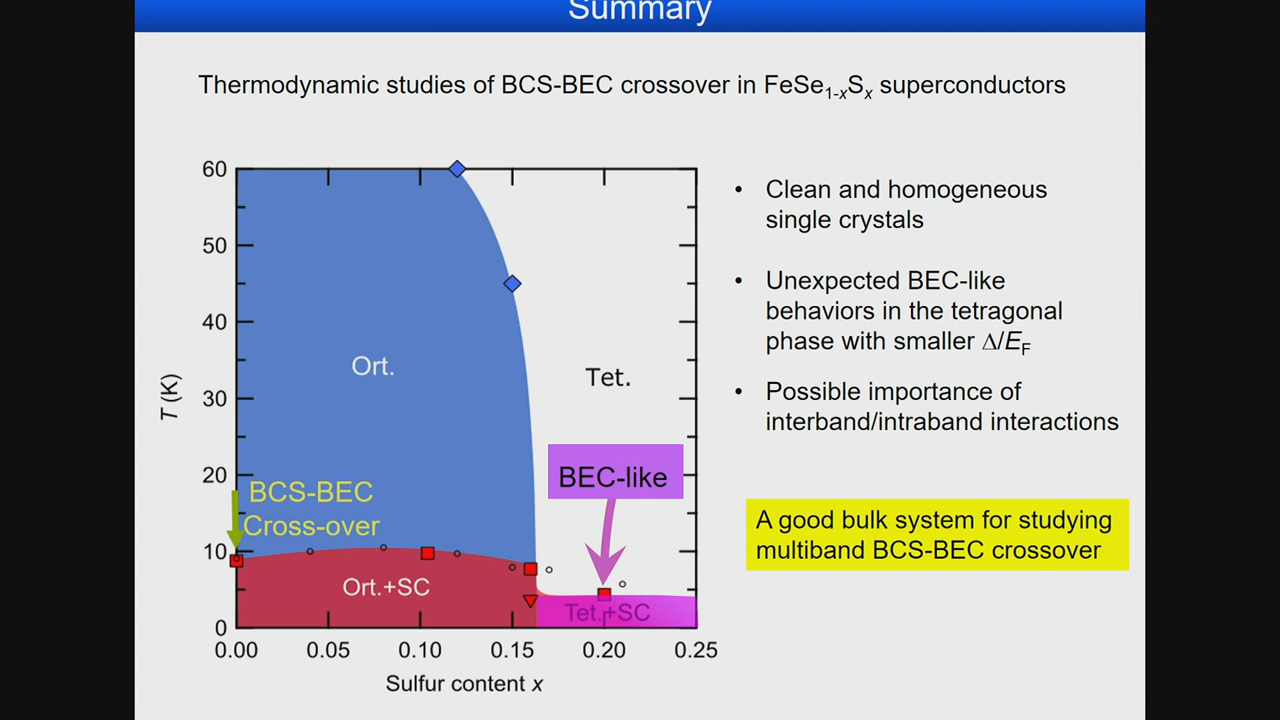 Summary
Thermodynamic studies of BCS-BEC crossover in FeSe1-xSx superconductors
60
50
40
30
20
10
0
T (K)
0.00
0.05
0.10
0.15
0.20
0.25
Sulfur content x
Ort.
Tet.
BEC-like
BCS-BEC
Cross-over
Ort.+SC
Tet.+SC
• Clean and homogeneous
single crystals
• Unexpected BEC-like
behaviors in the tetragonal
phase with smaller Δ/EF
• Possible importance of
interband/intraband interactions
A good bulk system for studying
multiband BCS-BEC crossover